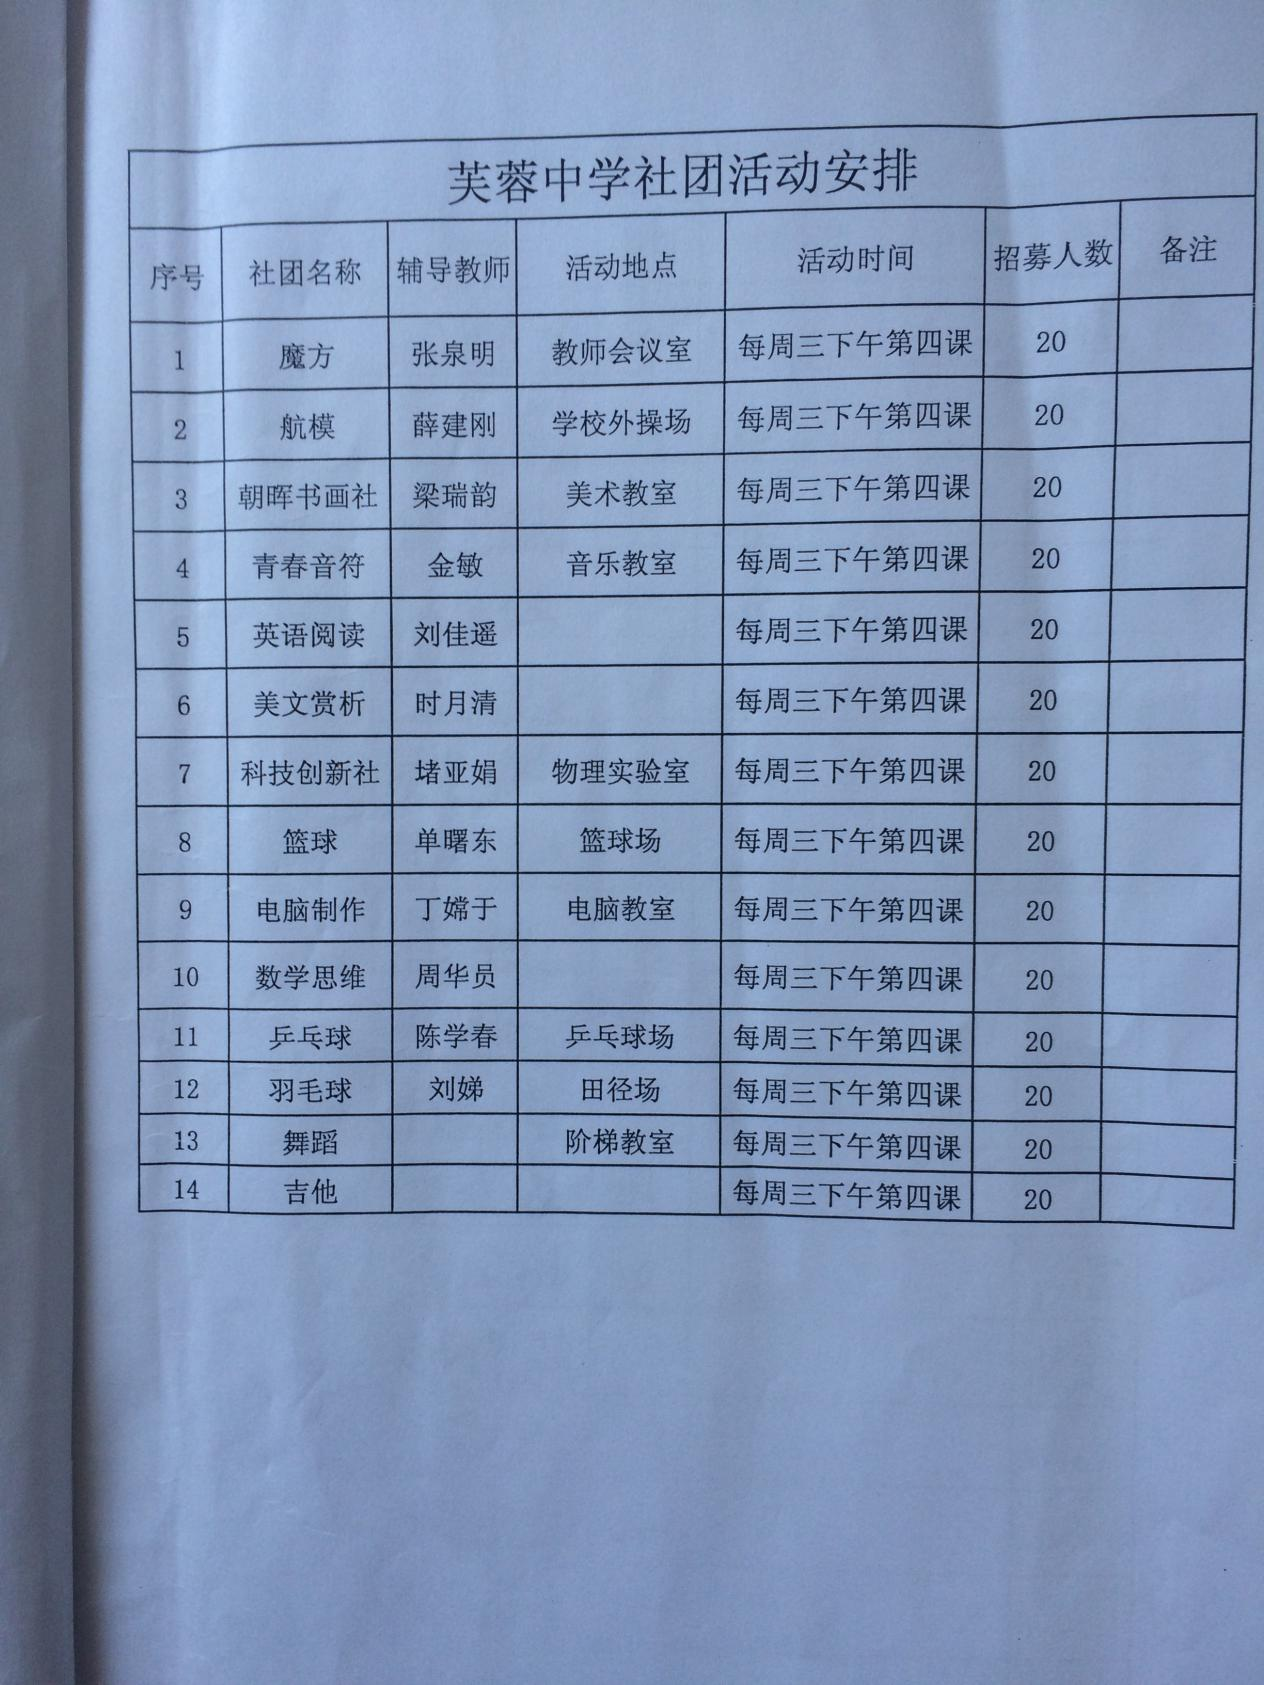 芙蓉中学社团活动安排
序号 社团名称 辅导教师 活动地点 活动时间 招募人数 备注
1 魔方 张泉明 教师会议室 每周三下午第四课 20
2 航模 薛建刚 学校外操场 每周三下午第四课 20
3 朝晖书画社 梁瑞韵 美术教室 每周三下午第四课 20
4 青春音符 金敏 音乐教室 每周三下午第四课 20
5 英语阅读 刘佳遥 每周三下午第四课 20
6 美文赏析 时月清 每周三下午第四课 20
7 科技创新社 堵亚娟 物理实验室 每周三下午第四课 20
8 篮球 单曙东 篮球场 每周三下午第四课 20
9 电脑制作 丁嫦于 电脑教室 每周三下午第四课 20
10 数学思维 周华员 每周三下午第四课 20
11 乒乓球 陈学春 乒乓球场 每周三下午第四课 20
12 羽毛球 刘娣 田径场 每周三下午第四课 20
13 舞蹈 阶梯教室 每周三下午第四课 20
14 吉他 每周三下午第四课 20